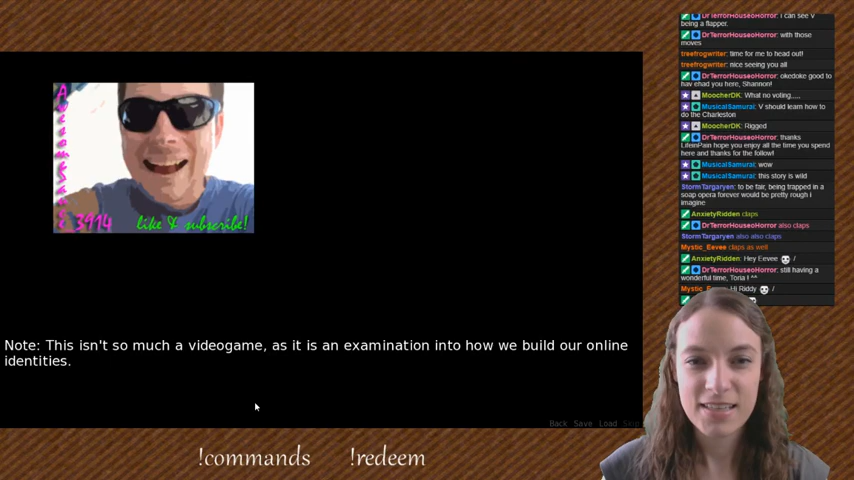 Awesomesauce
3914
like & subscribe!
Note: This isn't so much a videogame, as it is an examination into how we build our online
identities.
Back Save Load Skip
!commands !redeem
DrTerrorHouseoHorror: I can see V
being a flapper.
DrTerrorHouseoHorror: with those
moves
treefrogwriter: time for me to head out!
treefrogwriter: nice seeing you all
DrTerrorHouseoHorror: okedoke good to
hav ehad you here, Shannon!
MoocherDK: What no voting,....
MusicalSamurai: V should learn how to
do the Charleston
MoocherDK: Rigged
DrTerrorHouseoHorror: thanks
LifeinPain hope you enjoy all the time you spend
here and thanks for the follow!
MusicalSamurai: wow
MusicalSamurai: this story is wild
StormTargaryen: to be fair, being trapped in a
soap opera forever would be pretty rough i
imagine
AnxietyRidden claps
DrTerrorHouseoHorror also claps
StormTargaryen also also claps
Mystic_Eevee claps as well!
AnxietyRidden: Hey Eevee /
DrTerrorHouseoHorror: still having a
wonderful time, Toria ! ^^
Hi Riddy /